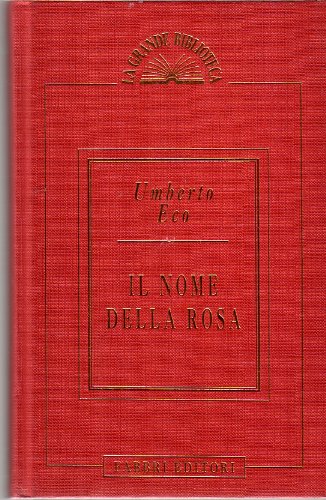 LA GRANDE BIBLIOTECA
Umberto
Eco
IL NOME
DELLA ROSA
FABBRI EDITORI